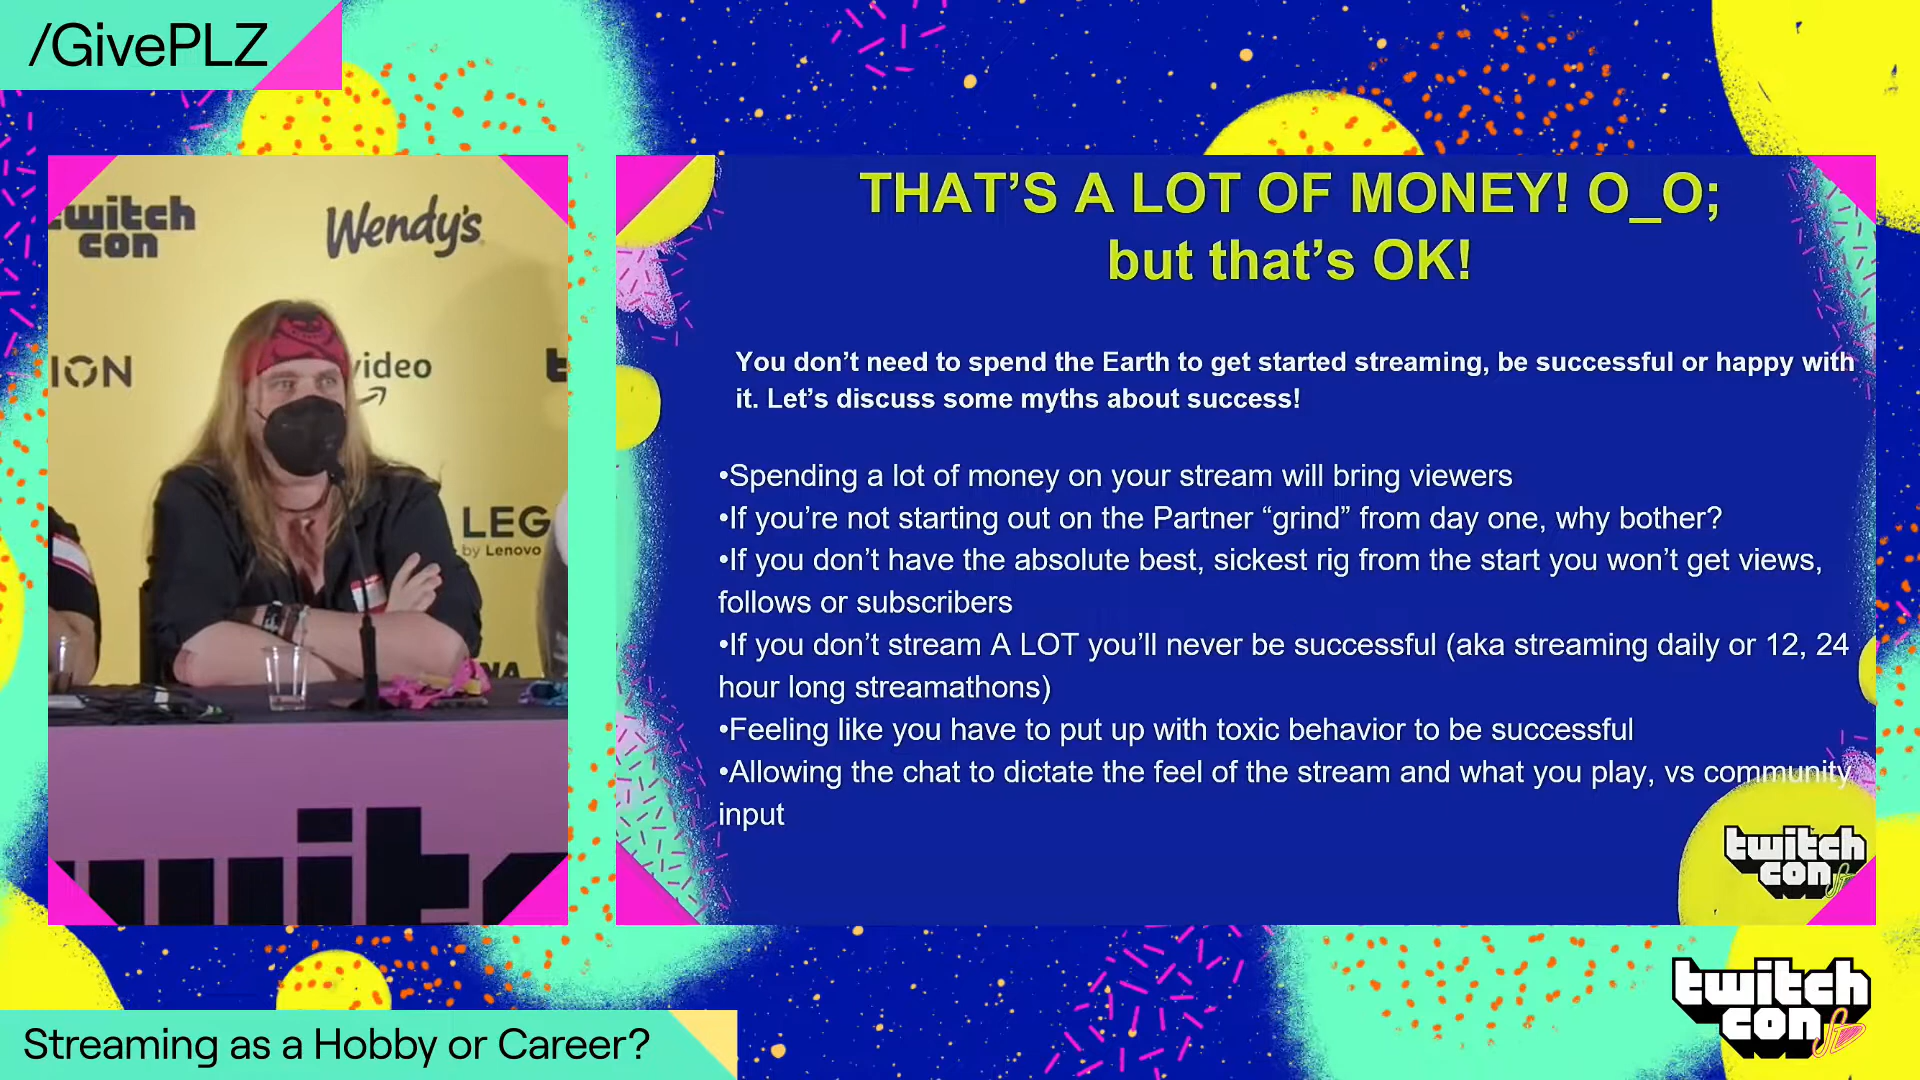 /GivePLZ
twitch
con
Wendy's
ION
video
LEG
by Lenovo
NA
twitc
THAT'S A LOT OF MONEY! O_O;
but that's OK!
You don't need to spend the Earth to get started streaming, be successful or happy with
it. Let's discuss some myths about success!
•Spending a lot of money on your stream will bring viewers
•If you're not starting out on the Partner “grind” from day one, why bother?
•If you don't have the absolute best, sickest rig from the start you won't get views,
follows or subscribers
•If you don't stream A LOT you'll never be successful (aka streaming daily or 12, 24
hour long streamathons)
•Feeling like you have to put up with toxic behavior to be successful
•Allowing the chat to dictate the feel of the stream and what you play, vs community
input
twitch
con
SD
Streaming as a Hobby or Career?
twitch
con
SD